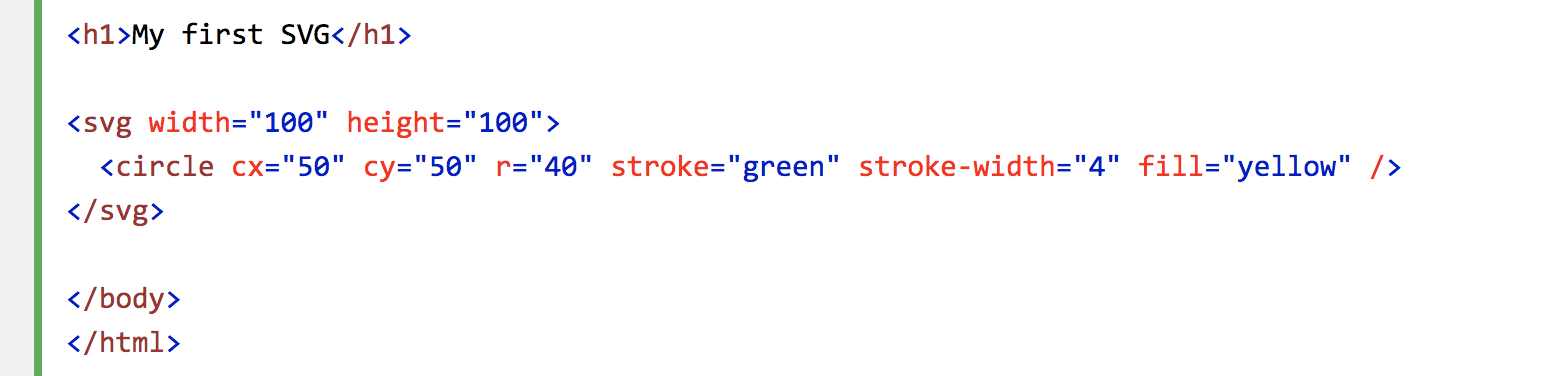 <h1>My first SVG</h1>
<svg width="100" height="100">
<circle cx="50" cy="50" r="40" stroke="green" stroke-width="4" fill="yellow" />
</svg>
</body>
</html>